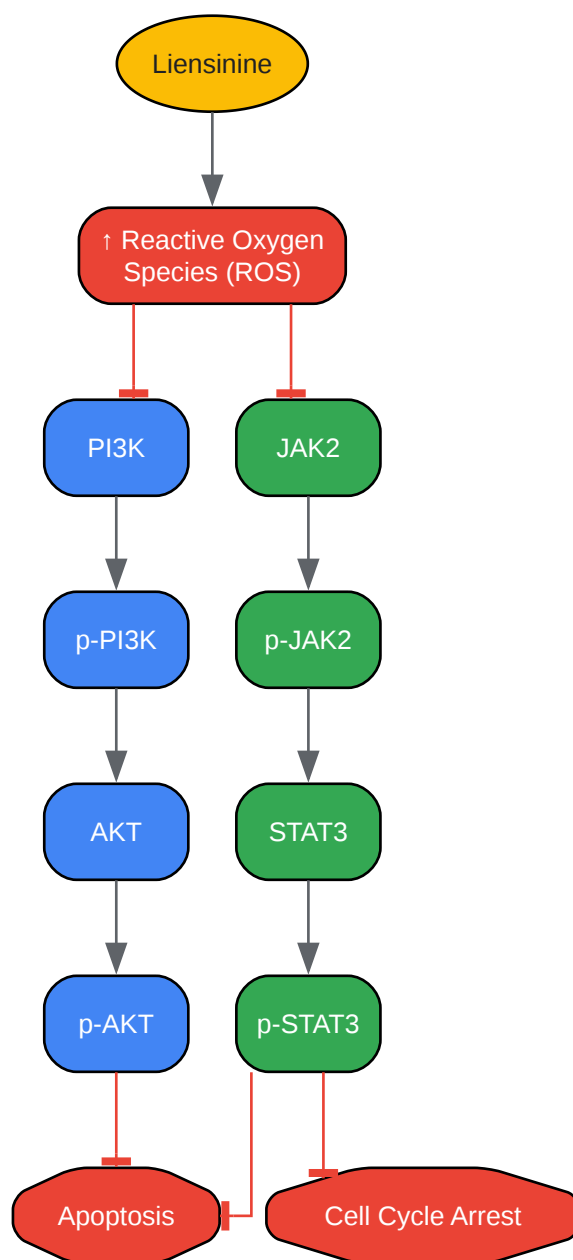 Liensinine
↑ Reactive Oxygen
Species (ROS)
PI3K
JAK2
p-PI3K
p-JAK2
AKT
STAT3
p-AKT
p-STAT3
Apoptosis
Cell Cycle Arrest